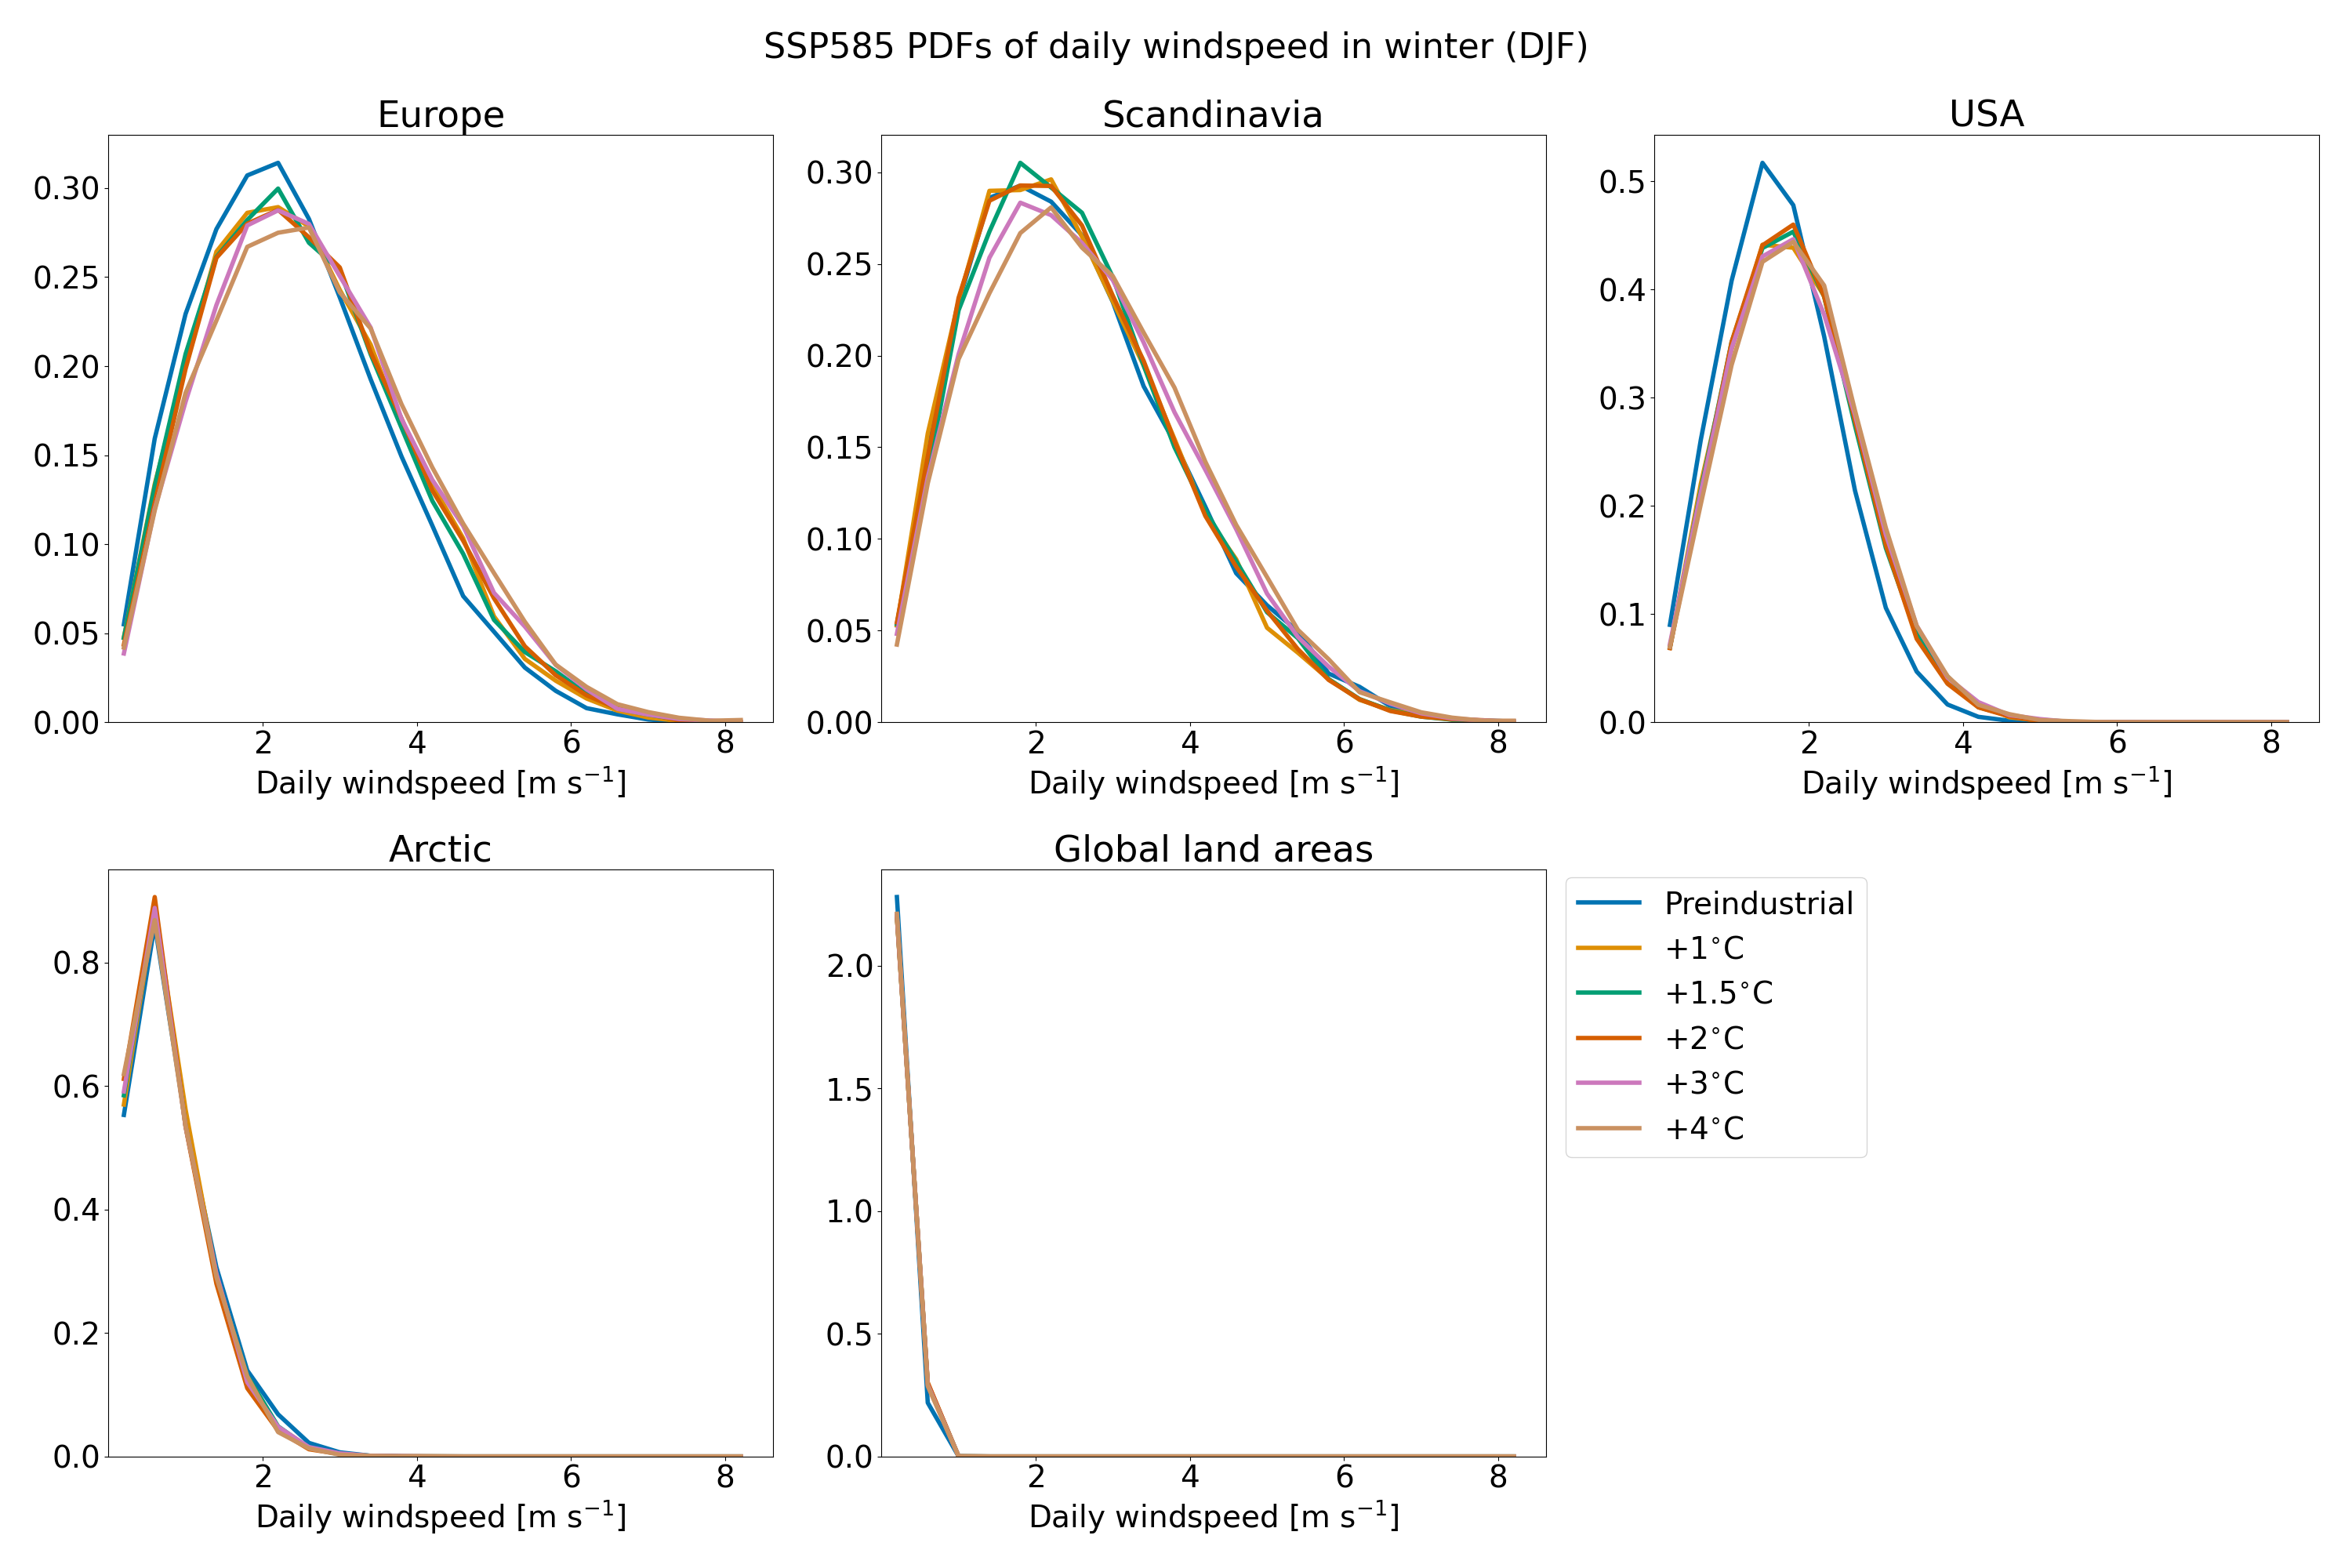 SSP585 PDFs of daily windspeed in winter (DJF)
Europe
0.30
0.25
0.20
0.15
0.10
0.05
0.00
2 4 6 8
Daily windspeed [m s⁻¹]
Scandinavia
0.30
0.25
0.20
0.15
0.10
0.05
0.00
2 4 6 8
Daily windspeed [m s⁻¹]
USA
0.5
0.4
0.3
0.2
0.1
0.0
2 4 6 8
Daily windspeed [m s⁻¹]
Arctic
0.8
0.6
0.4
0.2
0.0
2 4 6 8
Daily windspeed [m s⁻¹]
Global land areas
2.0
1.5
1.0
0.5
0.0
2 4 6 8
Daily windspeed [m s⁻¹]
Preindustrial
+1°C
+1.5°C
+2°C
+3°C
+4°C